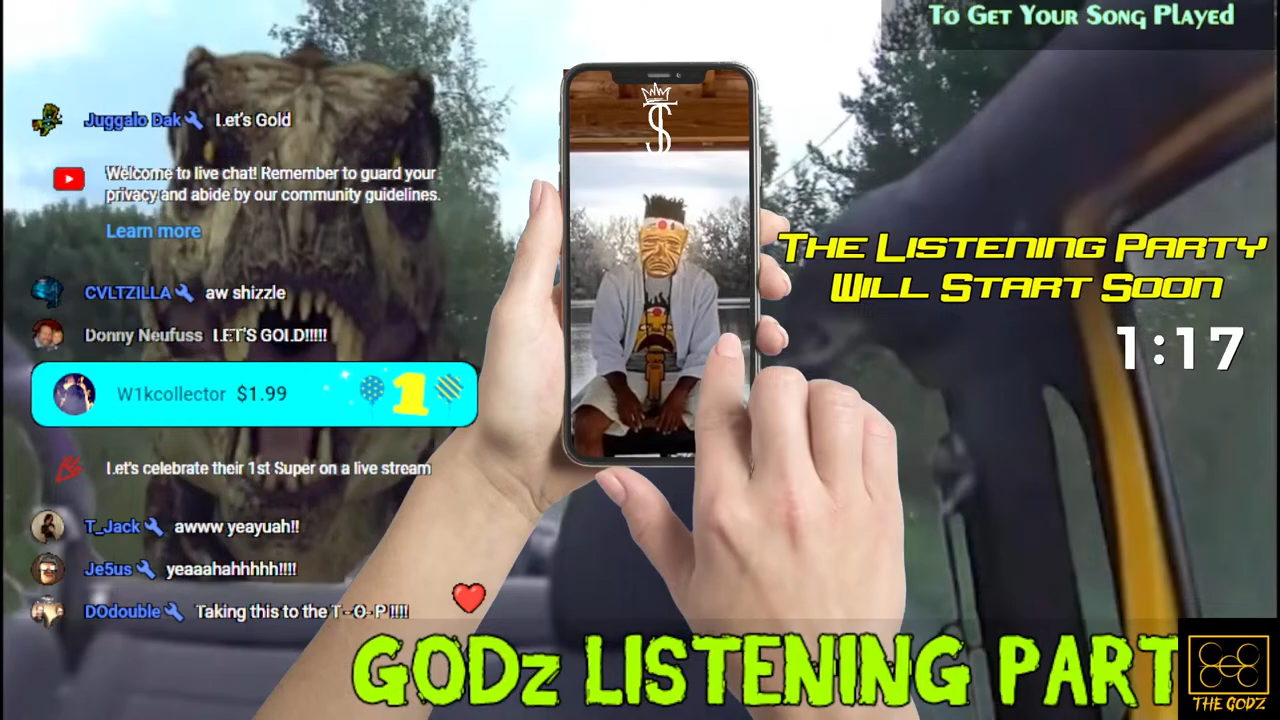 To Get Your Song Played
Juggalo Dak Let's Gold
Welcome to live chat! Remember to guard your
privacy and abide by our community guidelines.
Learn more
CVLTZILLA aw shizzle
Donny Neufuss LET'S GOLD!!!!!
W1kcollector $1.99 1
Let's celebrate their 1st Super on a live stream
T_Jack awww yeayuah!!
Je5us yeaaahahhhhh!!!!
DOdouble Taking this to the T - O- P !!!!
The Listening Party
Will Start Soon
1:17
GODz LISTENING PART
THE GODZ